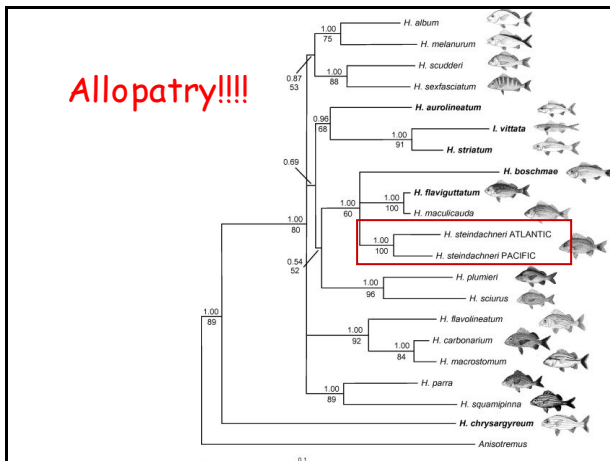 Allopatry!!!!
H. album
1.00
75
H. melanurum
0.87
53
H. scudderi
1.00
88
H. sexfasciatum
H. aurolineatum
0.96
68
I. vittata
1.00
91
H. striatum
0.69
H. boschmae
H. flaviguttatum
1.00
60
1.00
100
H. maculicauda
1.00
80
H. steindachneri ATLANTIC
1.00
100
H. steindachneri PACIFIC
0.54
52
H. plumieri
1.00
96
H. sciurus
1.00
89
H. flavolineatum
1.00
92
H. carbonarium
1.00
84
H. macrostomum
H. parra
1.00
89
H. squamipinna
H. chrysargyreum
Anisotremus
0.1